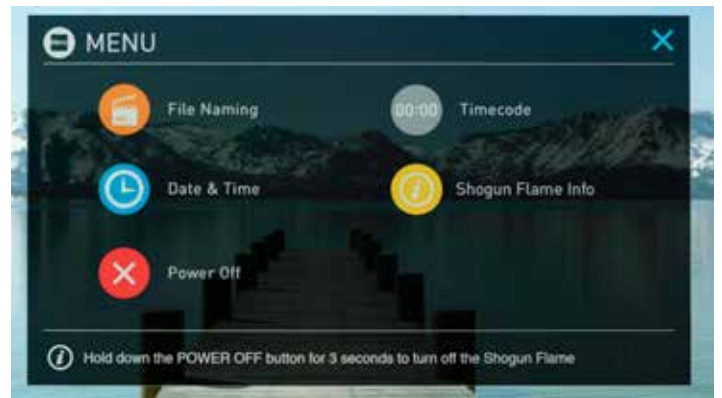 MENU
File Naming
00:00 Timecode
Date & Time
Shogun Flame Info
Power Off
Hold down the POWER OFF button for 3 seconds to turn off the Shogun Flame